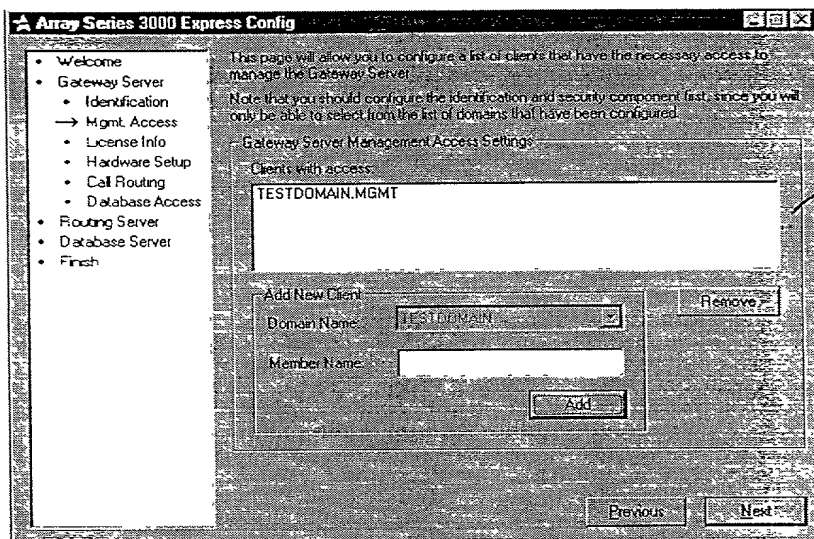 Array Series 3000 Express Config
Welcome
Gateway Server
Identification
Mgmt. Access
License Info
Hardware Setup
Call Routing
Database Access
Routing Server
Database Server
Finish
This page will allow you to configure a list of clients that have the necessary access to
manage the Gateway Server.
Note that you should configure the identification and security component first, since you will
only be able to select from the list of domains that have been configured.
Gateway Server Management Access Settings
Clients with access:
TESTDOMAIN.MGMT
Remove
Add New Client
Domain Name:
TESTDOMAIN
Member Name:
Add
Previous
Next